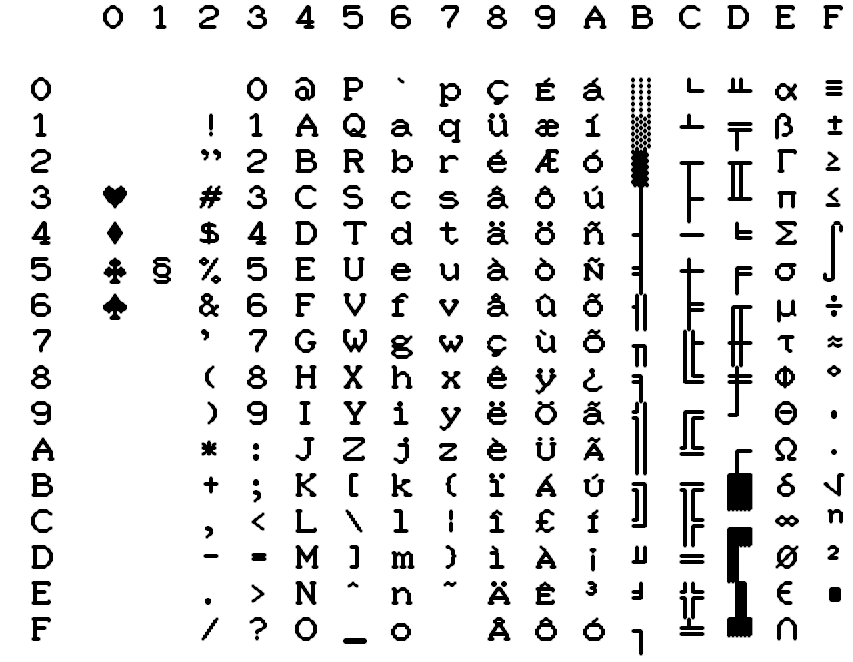 0 1 2 3 4 5 6 7 8 9 A B C D E F
0 0 @ P ` p Ç É á ░ └ ╨ α ≡
1 ! 1 A Q a q ü æ í ▒ ┴ ╤ β ±
2 " 2 B R b r é Æ ó ▓ ┬ ╥ Γ ≥
3 ♥ # 3 C S c s â ô ú │ ├ ╙ π ≤
4 ♦ $ 4 D T d t ä ö ñ ┤ ─ ╘ Σ ⌠
5 ♣ § % 5 E U e u à ò Ñ ╡ ┼ ╒ σ ⌡
6 ♠ & 6 F V f v å û õ ╢ ╞ ╓ μ ÷
7 ' 7 G W g w ç ù Õ ╖ ╟ ╫ τ ≈
8 ( 8 H X h x ê ÿ ¿ ╕ ╚ ╪ Φ °
9 ) 9 I Y i y ë Ö ã ╣ ╔ ┘ Θ ∙
A * : J Z j z è Ü Ã ║ ╩ ┌ Ω ·
B + ; K [ k { ï Á Ú ╗ ╦ █ δ √
C , < L \ l ¦ î £ Í ╝ ╠ ▄ ∞ ⁿ
D - = M ] m } ì À ¡ ╜ ═ ▌ Ø ²
E . > N ^ n ~ Ä Ê ³ ╛ ╬ ▐ ∈ ■
F / ? O _ o Â Ô Ó ┐ ╧ ▀ ∩